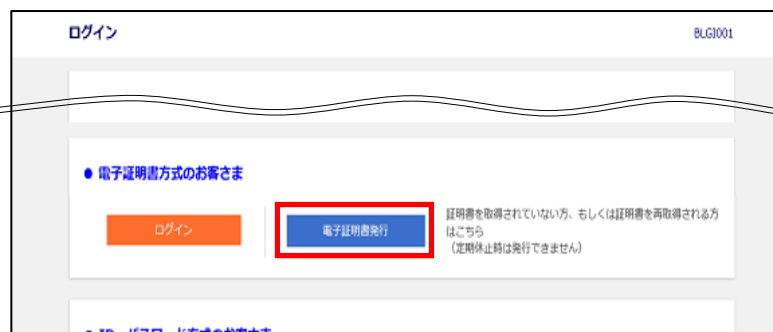 ログイン
BLGI001
● 電子証明書方式のお客さま
ログイン
電子証明書発行
証明書を取得されていない方、もしくは証明書を再取得される方
はこちら
（定期休止時は発行できません）